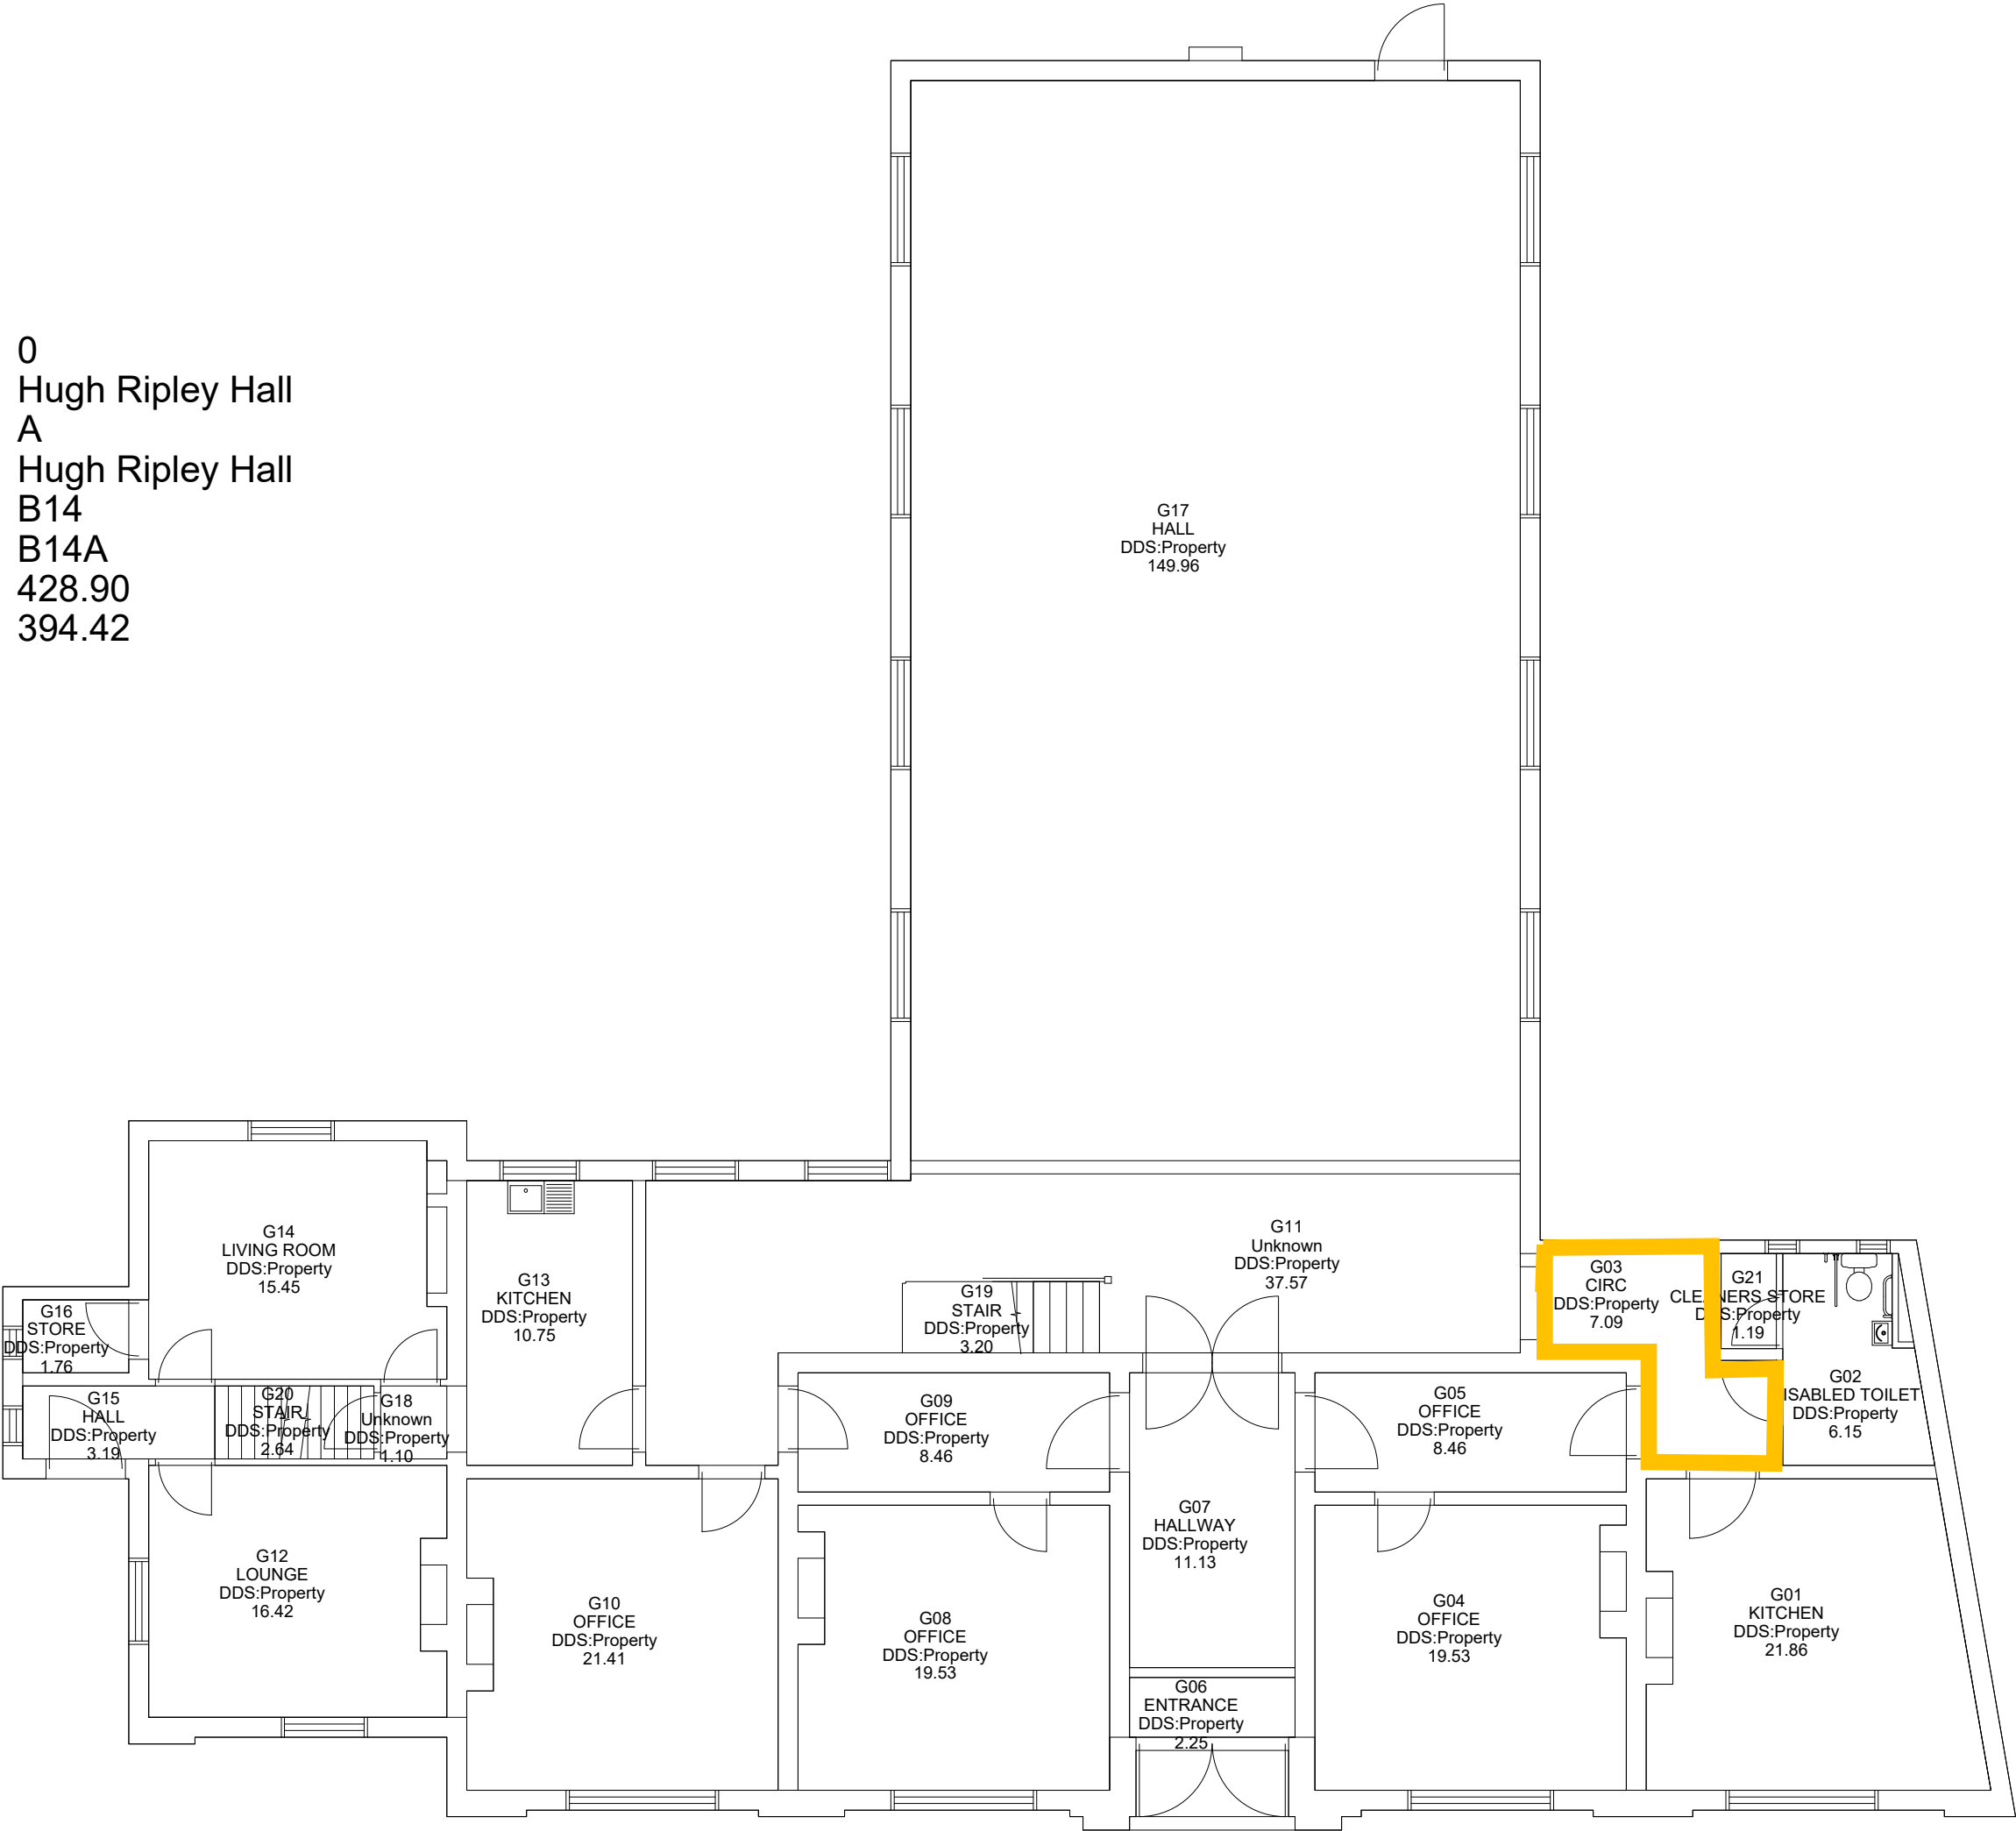 0
Hugh Ripley Hall
A
Hugh Ripley Hall
B14
B14A
428.90
394.42
G17
HALL
DDS:Property
149.96
G14
LIVING ROOM
DDS:Property
15.45
G13
KITCHEN
DDS:Property
10.75
G19
STAIR
DDS:Property
3.20
G11
Unknown
DDS:Property
37.57
G03
CIRC
DDS:Property
7.09
G21
CLEANERS STORE
DDS:Property
1.19
G16
STORE
DDS:Property
1.76
G15
HALL
DDS:Property
3.19
G20
STAIR
DDS:Property
2.64
G18
Unknown
DDS:Property
1.10
G09
OFFICE
DDS:Property
8.46
G05
OFFICE
DDS:Property
8.46
G02
ISABLED TOILET
DDS:Property
6.15
G12
LOUNGE
DDS:Property
16.42
G10
OFFICE
DDS:Property
21.41
G08
OFFICE
DDS:Property
19.53
G07
HALLWAY
DDS:Property
11.13
G06
ENTRANCE
DDS:Property
2.25
G04
OFFICE
DDS:Property
19.53
G01
KITCHEN
DDS:Property
21.86